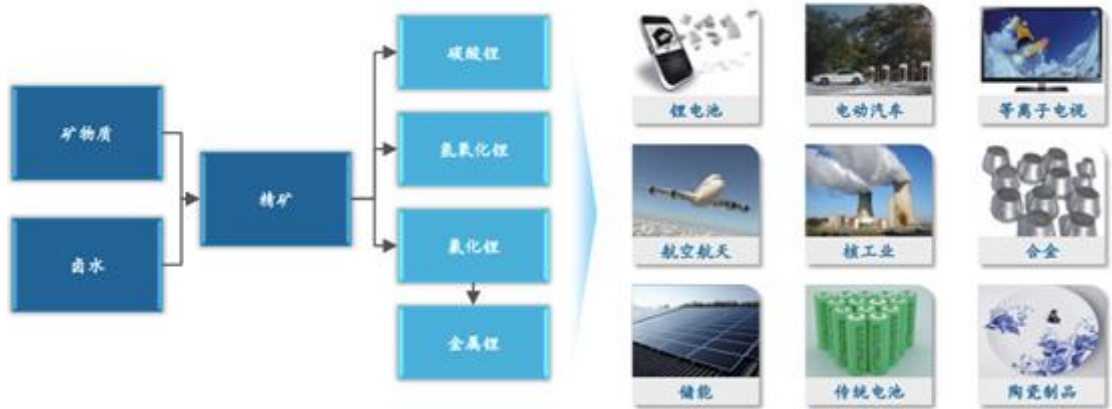 矿物质
卤水
精矿
碳酸锂
氢氧化锂
氯化锂
金属锂
锂电池
电动汽车
等离子电视
航空航天
核工业
合金
储能
传统电池
陶瓷制品